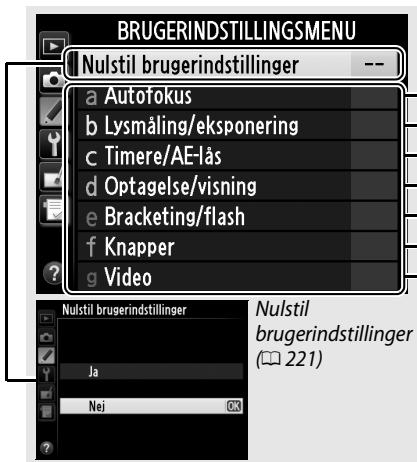 BRUGERINDSTILLINGSMENU
Nulstil brugerindstillinger --
a Autofokus
b Lysmåling/eksponering
c Timere/AE-lås
d Optagelse/visning
e Bracketing/flash
f Knapper
g Video
?
Nulstil brugerindstillinger
Ja
Nej OK
?
Nulstil
brugerindstillinger
(221)